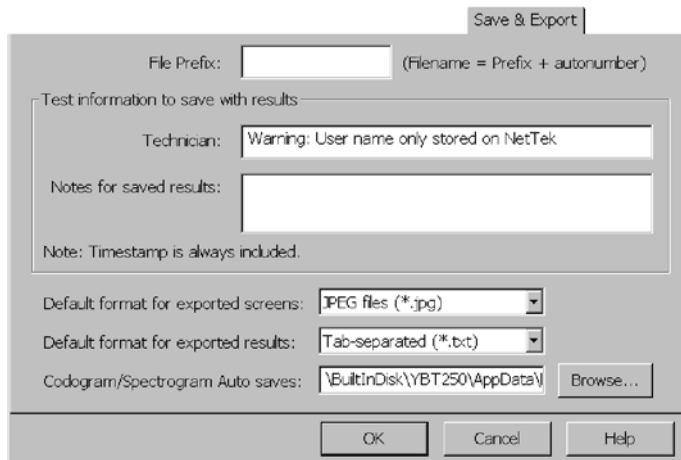 Save & Export
File Prefix: (Filename = Prefix + autonumber)
Test information to save with results
Technician: Warning: User name only stored on NetTek
Notes for saved results:
Note: Timestamp is always included.
Default format for exported screens: JPEG files (*.jpg)
Default format for exported results: Tab-separated (*.txt)
Codogram/Spectrogram Auto saves: \BuiltInDisk\YBT250\AppData\ Browse...
OK Cancel Help